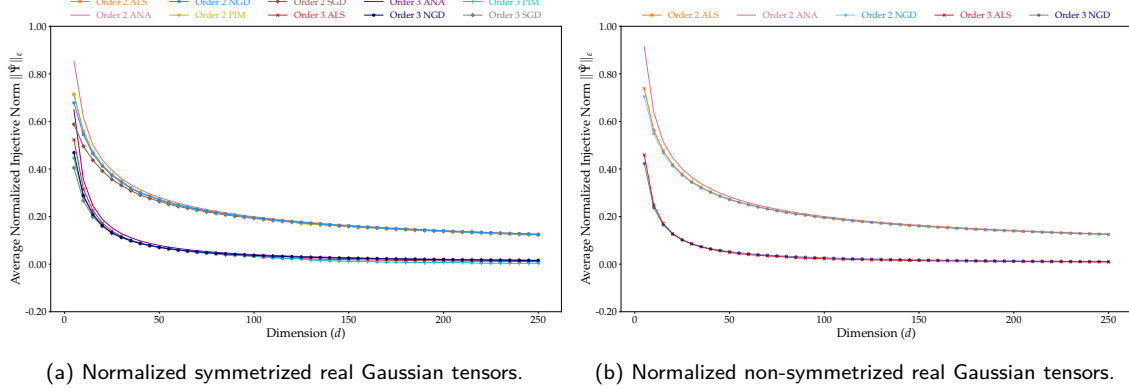 Order 2 ALS Order 2 NGD Order 2 SGD Order 3 ANA Order 3 PIM
Order 2 ANA Order 2 PIM Order 3 ALS Order 3 NGD Order 3 SGD
Average Normalized Injective Norm ||Ψ̂||ε
1.00
0.80
0.60
0.40
0.20
0.00
-0.20
0 50 100 150 200 250
Dimension (d)
(a) Normalized symmetrized real Gaussian tensors.
Order 2 ALS Order 2 ANA Order 2 NGD Order 3 ALS Order 3 NGD
Average Normalized Injective Norm ||Ψ̂||ε
1.00
0.80
0.60
0.40
0.20
0.00
-0.20
0 50 100 150 200 250
Dimension (d)
(b) Normalized non-symmetrized real Gaussian tensors.